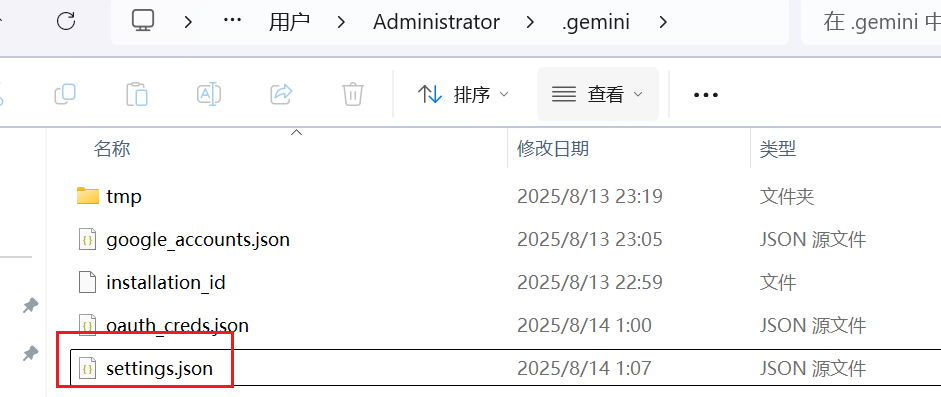 … 用户 Administrator .gemini 在 .gemini 中
排序 查看
名称 修改日期 类型
tmp 2025/8/13 23:19 文件夹
google_accounts.json 2025/8/13 23:05 JSON 源文件
installation_id 2025/8/13 22:59 文件
oauth_creds.json 2025/8/14 1:00 JSON 源文件
settings.json 2025/8/14 1:07 JSON 源文件